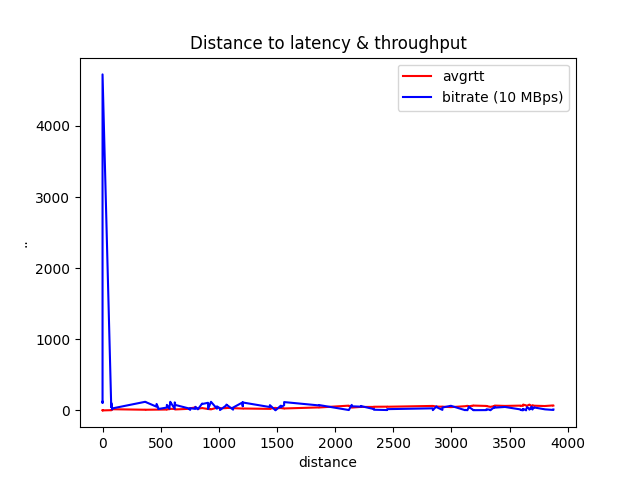 Distance to latency & throughput
avgrtt
bitrate (10 MBps)
4000
3000
2000
1000
0
..
0 500 1000 1500 2000 2500 3000 3500 4000
distance